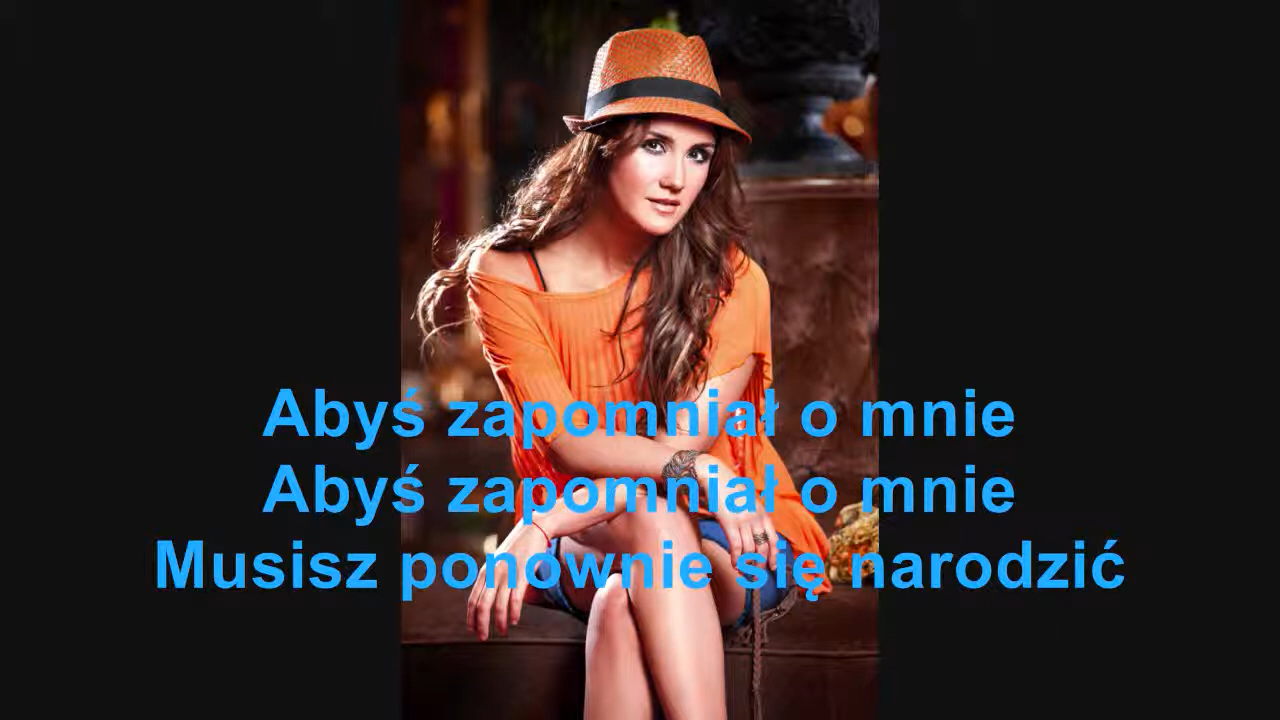 Abyś zapomniał o mnie
Abyś zapomniał o mnie
Musisz ponownie się narodzić